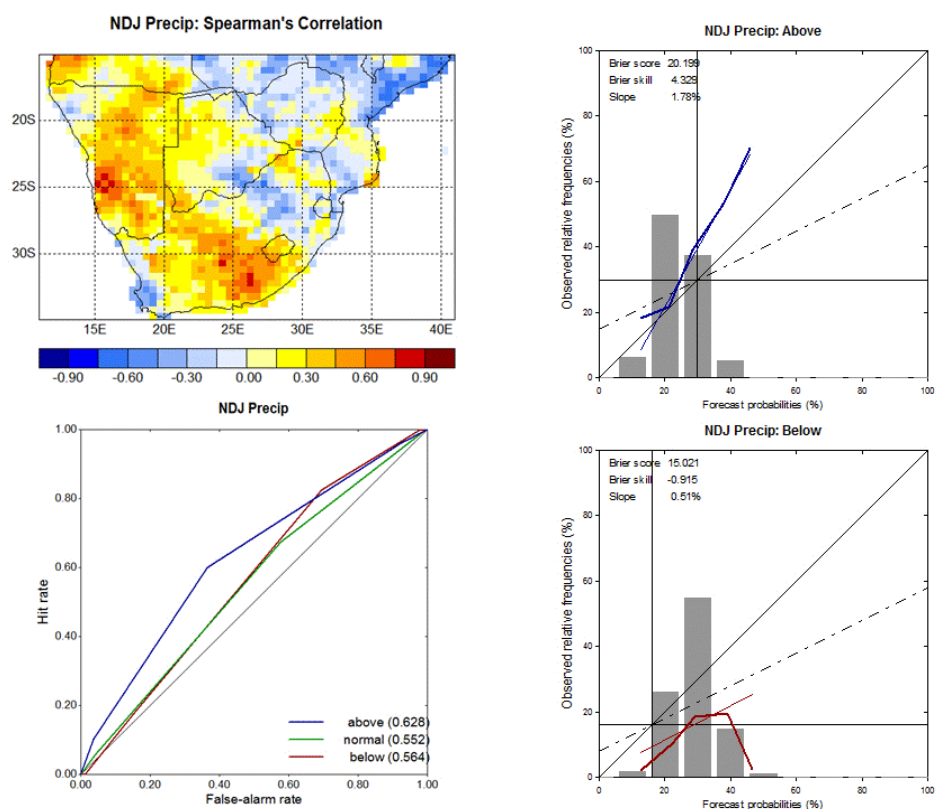 NDJ Precip: Spearman's Correlation
20S
25S
30S
15E 20E 25E 30E 35E 40E
-0.90 -0.60 -0.30 0.00 0.30 0.60 0.90
NDJ Precip
1.00
0.80
0.60
0.40
0.20
0.00
Hit rate
above (0.628)
normal (0.552)
below (0.564)
0.00 0.20 0.40 0.60 0.80 1.00
False-alarm rate
NDJ Precip: Above
Brier score 20.199
Brier skill 4.329
Slope 1.78%
100
80
60
40
20
0
Observed relative frequencies (%)
0 20 40 60 80 100
Forecast probabilities (%)
NDJ Precip: Below
Brier score 15.021
Brier skill -0.915
Slope 0.51%
100
80
60
40
20
0
Observed relative frequencies (%)
0 20 40 60 80 100
Forecast probabilities (%)